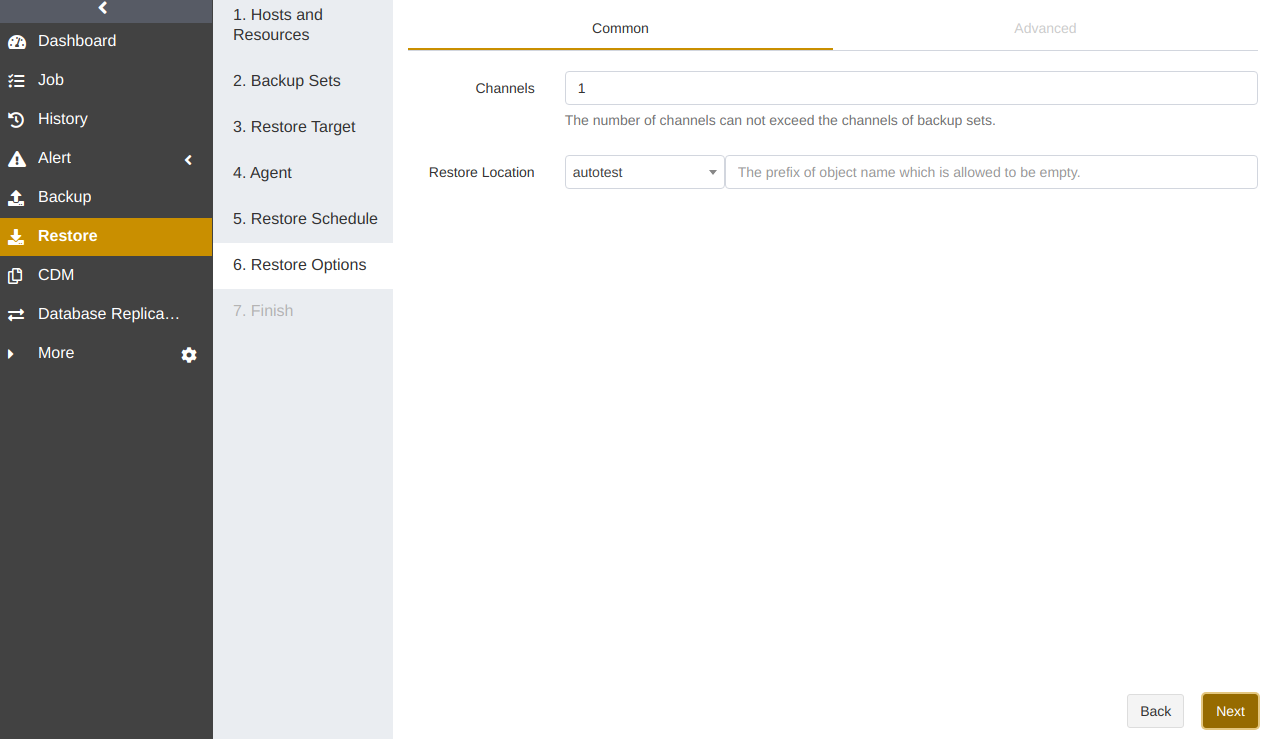 Dashboard
Job
History
Alert
Backup
Restore
CDM
Database Replica…
More
1. Hosts and
Resources
2. Backup Sets
3. Restore Target
4. Agent
5. Restore Schedule
6. Restore Options
7. Finish
Common
Advanced
Channels
1
The number of channels can not exceed the channels of backup sets.
Restore Location
autotest
The prefix of object name which is allowed to be empty.
Back
Next